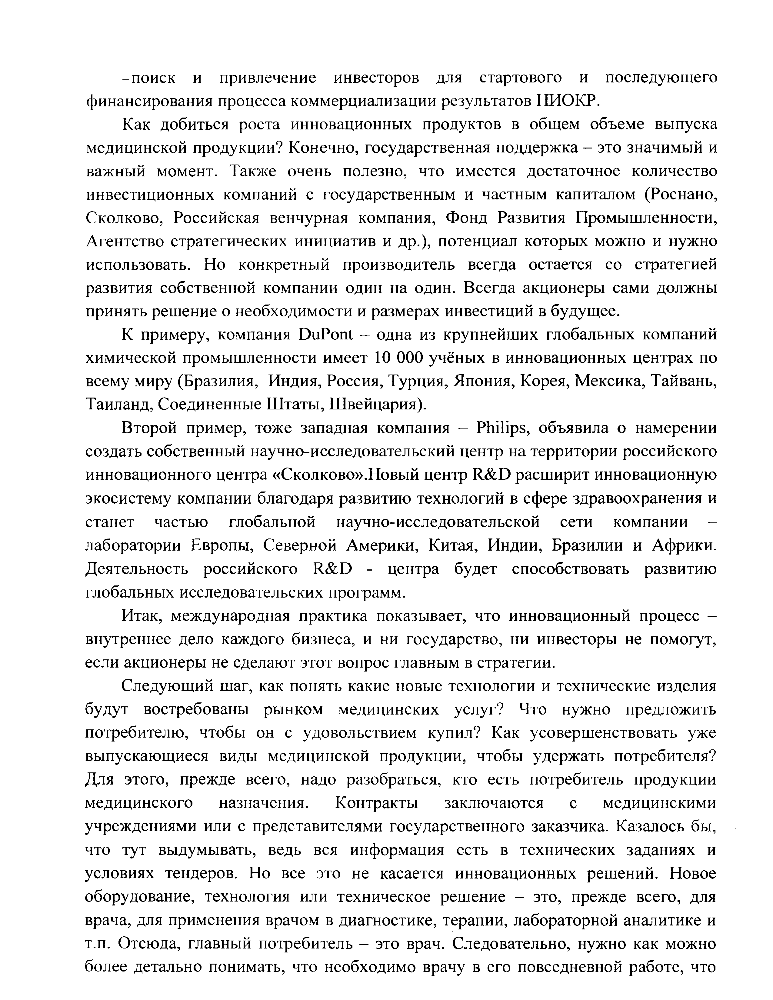 -поиск и привлечение инвесторов для стартового и последующего
финансирования процесса коммерциализации результатов НИОКР.
Как добиться роста инновационных продуктов в общем объеме выпуска
медицинской продукции? Конечно, государственная поддержка – это значимый и
важный момент. Также очень полезно, что имеется достаточное количество
инвестиционных компаний с государственным и частным капиталом (Роснано,
Сколково, Российская венчурная компания, Фонд Развития Промышленности,
Агентство стратегических инициатив и др.), потенциал которых можно и нужно
использовать. Но конкретный производитель всегда остается со стратегией
развития собственной компании один на один. Всегда акционеры сами должны
принять решение о необходимости и размерах инвестиций в будущее.
К примеру, компания DuPont – одна из крупнейших глобальных компаний
химической промышленности имеет 10 000 учёных в инновационных центрах по
всему миру (Бразилия, Индия, Россия, Турция, Япония, Корея, Мексика, Тайвань,
Таиланд, Соединенные Штаты, Швейцария).
Второй пример, тоже западная компания – Philips, объявила о намерении
создать собственный научно-исследовательский центр на территории российского
инновационного центра «Сколково».Новый центр R&D расширит инновационную
экосистему компании благодаря развитию технологий в сфере здравоохранения и
станет частью глобальной научно-исследовательской сети компании –
лаборатории Европы, Северной Америки, Китая, Индии, Бразилии и Африки.
Деятельность российского R&D - центра будет способствовать развитию
глобальных исследовательских программ.
Итак, международная практика показывает, что инновационный процесс –
внутреннее дело каждого бизнеса, и ни государство, ни инвесторы не помогут,
если акционеры не сделают этот вопрос главным в стратегии.
Следующий шаг, как понять какие новые технологии и технические изделия
будут востребованы рынком медицинских услуг? Что нужно предложить
потребителю, чтобы он с удовольствием купил? Как усовершенствовать уже
выпускающиеся виды медицинской продукции, чтобы удержать потребителя?
Для этого, прежде всего, надо разобраться, кто есть потребитель продукции
медицинского назначения. Контракты заключаются с медицинскими
учреждениями или с представителями государственного заказчика. Казалось бы,
что тут выдумывать, ведь вся информация есть в технических заданиях и
условиях тендеров. Но все это не касается инновационных решений. Новое
оборудование, технология или техническое решение – это, прежде всего, для
врача, для применения врачом в диагностике, терапии, лабораторной аналитике и
т.п. Отсюда, главный потребитель – это врач. Следовательно, нужно как можно
более детально понимать, что необходимо врачу в его повседневной работе, что